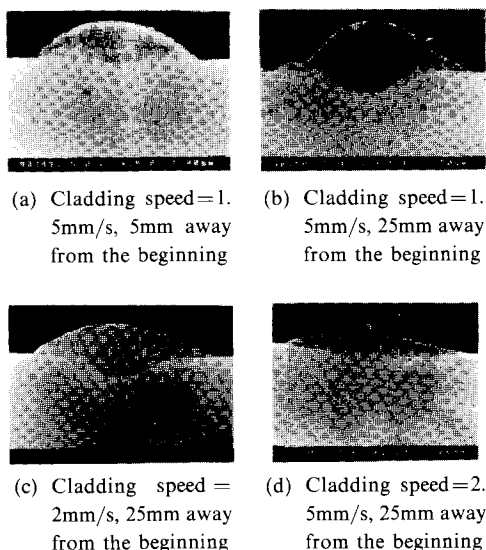 (a) Cladding speed=1.
5mm/s, 5mm away
from the beginning
(b) Cladding speed=1.
5mm/s, 25mm away
from the beginning
(c) Cladding speed =
2mm/s, 25mm away
from the beginning
(d) Cladding speed=2.
5mm/s, 25mm away
from the beginning